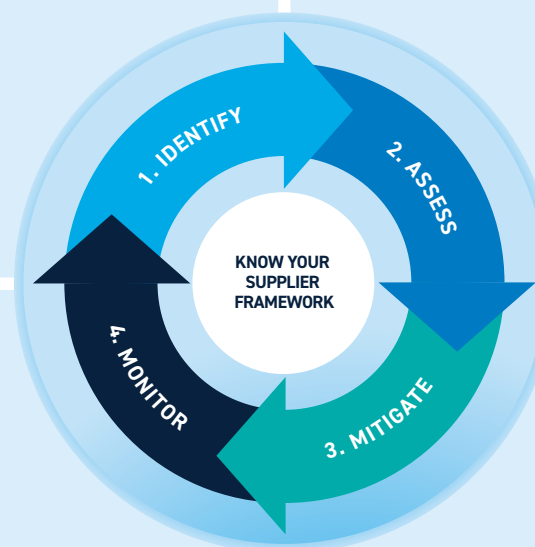 1. IDENTIFY
2. ASSESS
KNOW YOUR
SUPPLIER
FRAMEWORK
4. MONITOR
3. MITIGATE